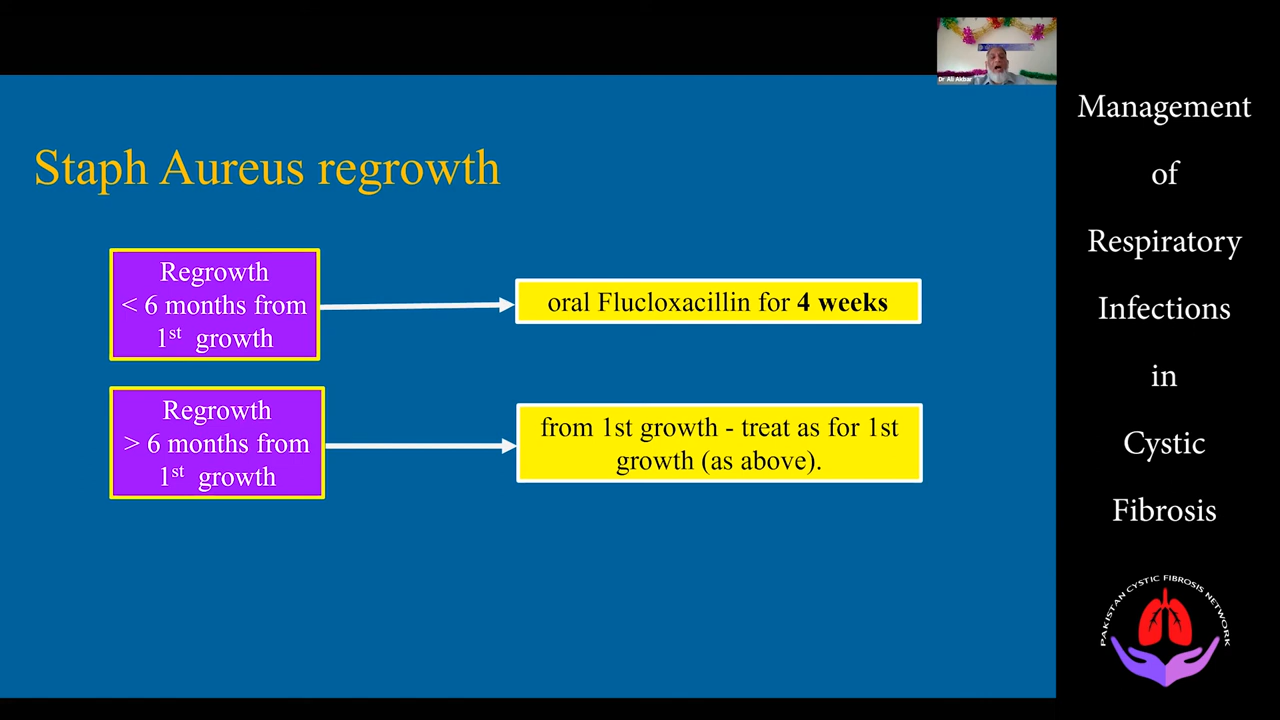 Dr Ali Akbar
Staph Aureus regrowth
Regrowth
< 6 months from
1st growth
oral Flucloxacillin for 4 weeks
Regrowth
> 6 months from
1st growth
from 1st growth - treat as for 1st
growth (as above).
Management
of
Respiratory
Infections
in
Cystic
Fibrosis
PAKISTAN CYSTIC FIBROSIS NETWORK